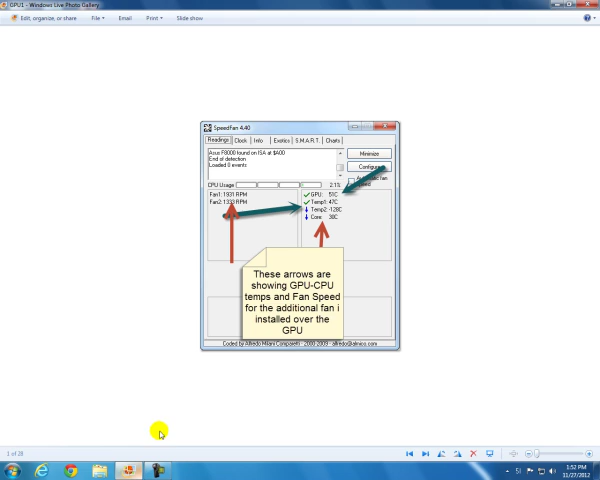 GPU1 - Windows Live Photo Gallery
Edit, organize, or share File Email Print Slide show
SpeedFan 4.40
Readings Clock Info Exotics S.M.A.R.T. Charts
Asus F8000 found on ISA at $A00
End of detection
Loaded 0 events
Minimize
Configure
fan
CPU Usage 2.1%
Fan1: 1931 RPM
Fan2: 1333 RPM
GPU: 51C
Temp1: 47C
Temp2: -128C
Core: 38C
These arrows are
showing GPU-CPU
temps and Fan Speed
for the additional fan i
installed over the
GPU
Coded by Alfredo Milani Comparetti - 2000-2009 - alfredo@almico.com
1 of 28
51
1:52 PM
11/27/2012